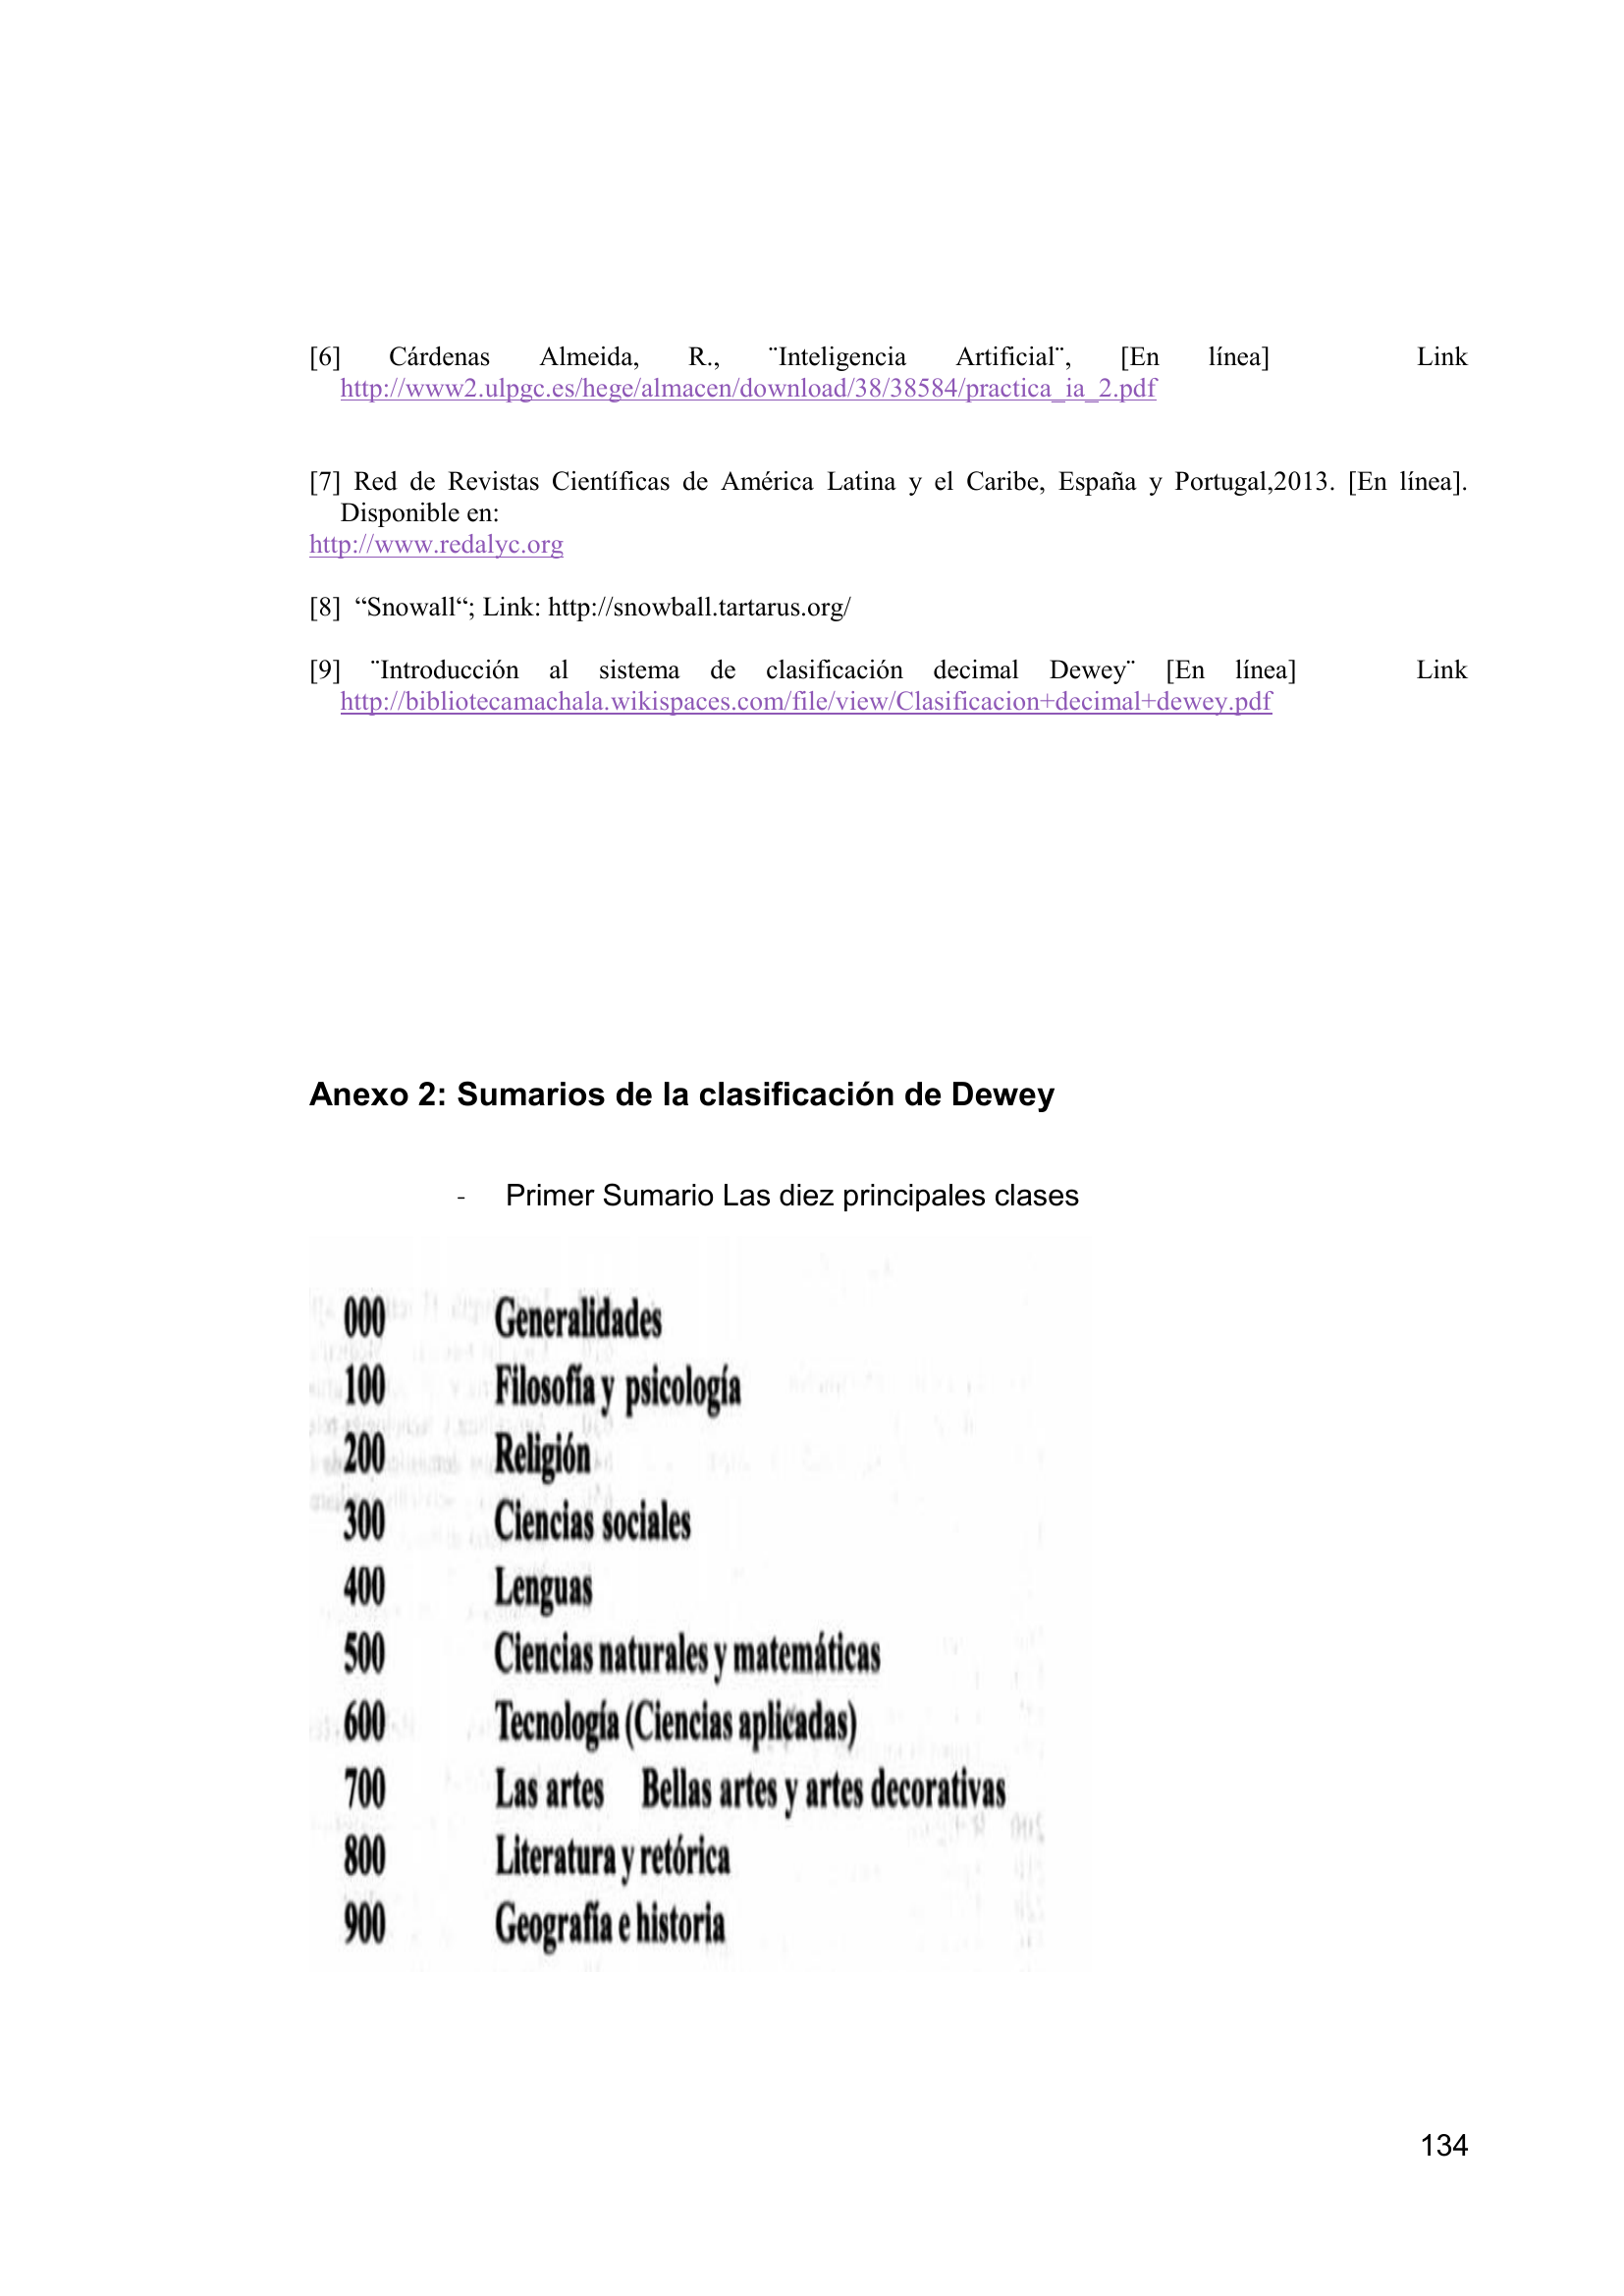 [6] Cárdenas Almeida, R., ¨Inteligencia Artificial¨, [En línea] Link
http://www2.ulpgc.es/hege/almacen/download/38/38584/practica_ia_2.pdf
[7] Red de Revistas Científicas de América Latina y el Caribe, España y Portugal,2013. [En línea].
Disponible en:
http://www.redalyc.org
[8] “Snowall“; Link: http://snowball.tartarus.org/
[9] ¨Introducción al sistema de clasificación decimal Dewey¨ [En línea] Link
http://bibliotecamachala.wikispaces.com/file/view/Clasificacion+decimal+dewey.pdf
Anexo 2: Sumarios de la clasificación de Dewey
- Primer Sumario Las diez principales clases
000 Generalidades
100 Filosofía y psicología
200 Religión
300 Ciencias sociales
400 Lenguas
500 Ciencias naturales y matemáticas
600 Tecnología (Ciencias aplicadas)
700 Las artes Bellas artes y artes decorativas
800 Literatura y retórica
900 Geografía e historia
134